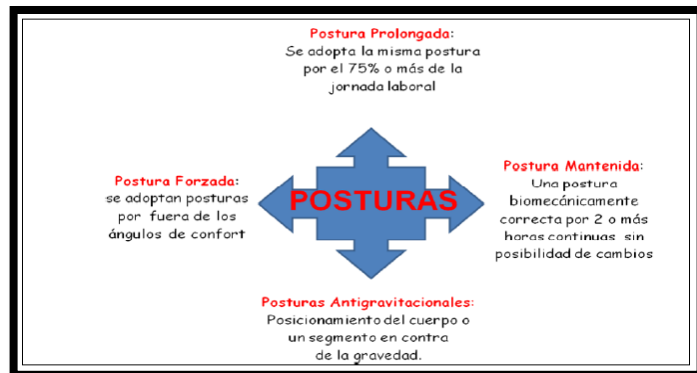 Postura Prolongada:
Se adopta la misma postura
por el 75% o más de la
jornada laboral
Postura Forzada:
se adoptan posturas
por fuera de los
ángulos de confort
POSTURAS
Postura Mantenida:
Una postura
biomecánicamente
correcta por 2 o más
horas continuas sin
posibilidad de cambios
Posturas Antigravitacionales:
Posicionamiento del cuerpo o
un segmento en contra
de la gravedad.